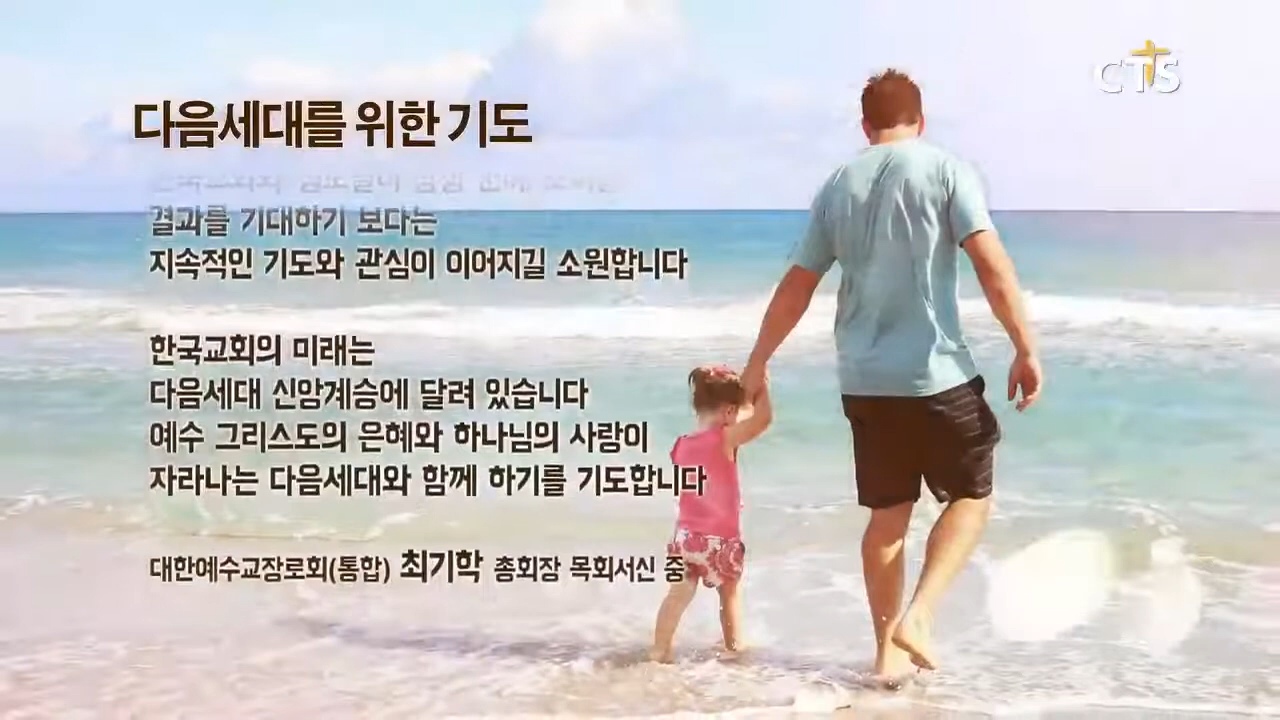 CTS
다음세대를 위한 기도
결과를 기대하기 보다는
지속적인 기도와 관심이 이어지길 소원합니다
한국교회의 미래는
다음세대 신앙계승에 달려 있습니다
예수 그리스도의 은혜와 하나님의 사랑이
자라나는 다음세대와 함께 하기를 기도합니다
대한예수교장로회(통합) 최기학 총회장 목회서신 중